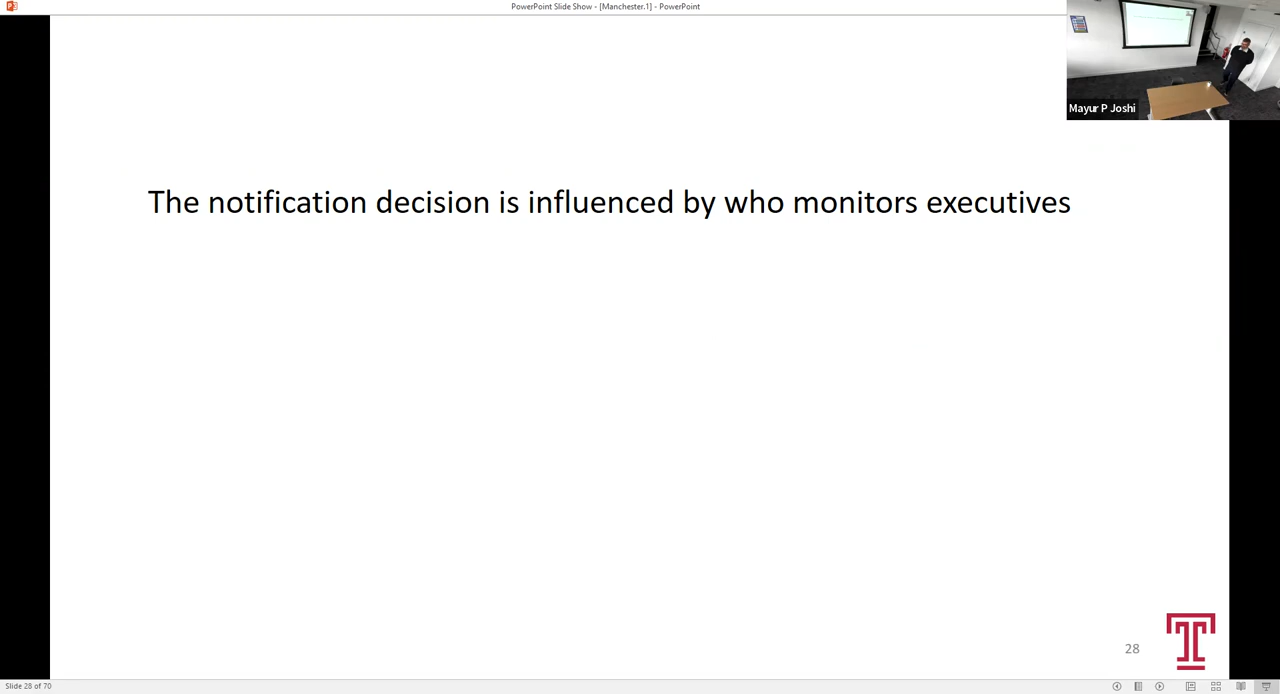 PowerPoint Slide Show - [Manchester.1] - PowerPoint
Mayur P Joshi
The notification decision is influenced by who monitors executives
28
Slide 28 of 70